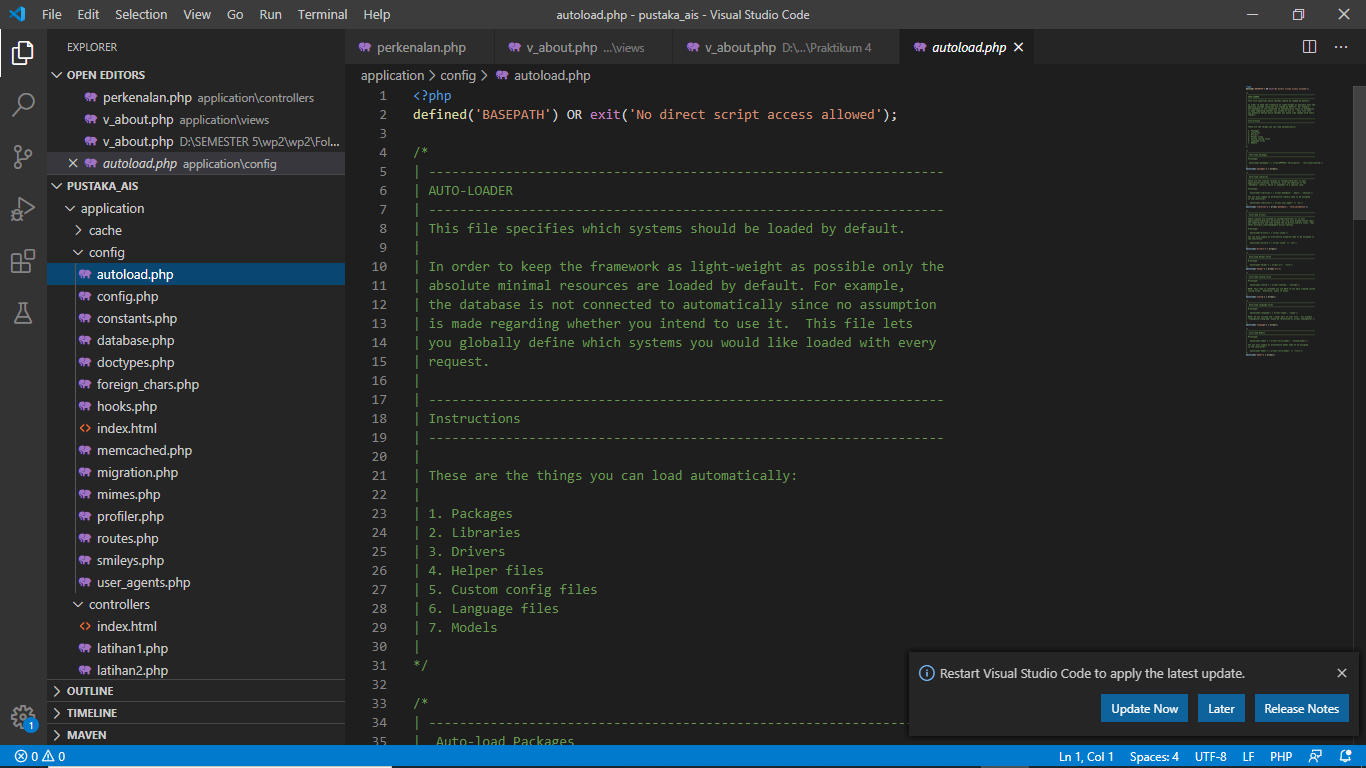 File Edit Selection View Go Run Terminal Help
autoload.php - pustaka_ais - Visual Studio Code
EXPLORER
OPEN EDITORS
perkenalan.php application\controllers
v_about.php application\views
v_about.php D:\SEMESTER 5\wp2\wp2\Fol...
autoload.php application\config
PUSTAKA_AIS
application
cache
config
autoload.php
config.php
constants.php
database.php
doctypes.php
foreign_chars.php
hooks.php
index.html
memcached.php
migration.php
mimes.php
profiler.php
routes.php
smileys.php
user_agents.php
controllers
index.html
latihan1.php
latihan2.php
OUTLINE
TIMELINE
MAVEN
perkenalan.php
v_about.php ...\views
v_about.php D:\...\Praktikum 4
autoload.php
application > config > autoload.php
1 <?php
2 defined('BASEPATH') OR exit('No direct script access allowed');
3
4 /*
5 | -------------------------------------------------------------------
6 | AUTO-LOADER
7 | -------------------------------------------------------------------
8 | This file specifies which systems should be loaded by default.
9 |
10 | In order to keep the framework as light-weight as possible only the
11 | absolute minimal resources are loaded by default. For example,
12 | the database is not connected to automatically since no assumption
13 | is made regarding whether you intend to use it.  This file lets
14 | you globally define which systems you would like loaded with every
15 | request.
16 |
17 | -------------------------------------------------------------------
18 | Instructions
19 | -------------------------------------------------------------------
20 |
21 | These are the things you can load automatically:
22 |
23 | 1. Packages
24 | 2. Libraries
25 | 3. Drivers
26 | 4. Helper files
27 | 5. Custom config files
28 | 6. Language files
29 | 7. Models
30 |
31 */
32
33 /*
34 | -------------------------------------------------------------------
35 |  Auto-load Packages
Restart Visual Studio Code to apply the latest update.
Update Now
Later
Release Notes
1
0 0
Ln 1, Col 1
Spaces: 4
UTF-8
LF
PHP